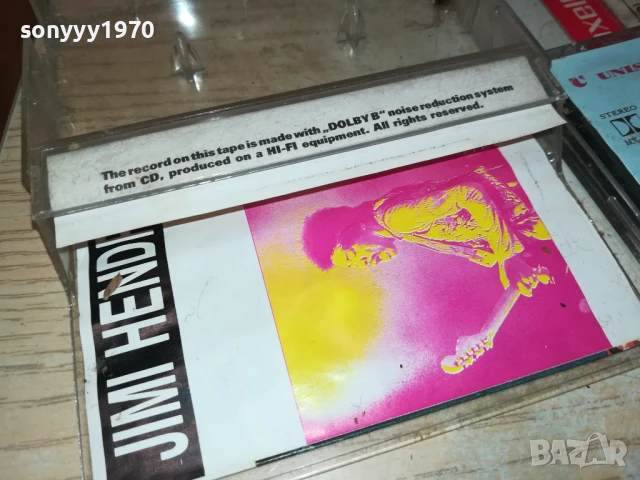 sonyyy1970
The record on this tape is made with „DOLBY B" noise reduction system
from CD, produced on a HI-FI equipment. All rights reserved.
JIMI HENDR
UNIS
STEREO
BAZAR